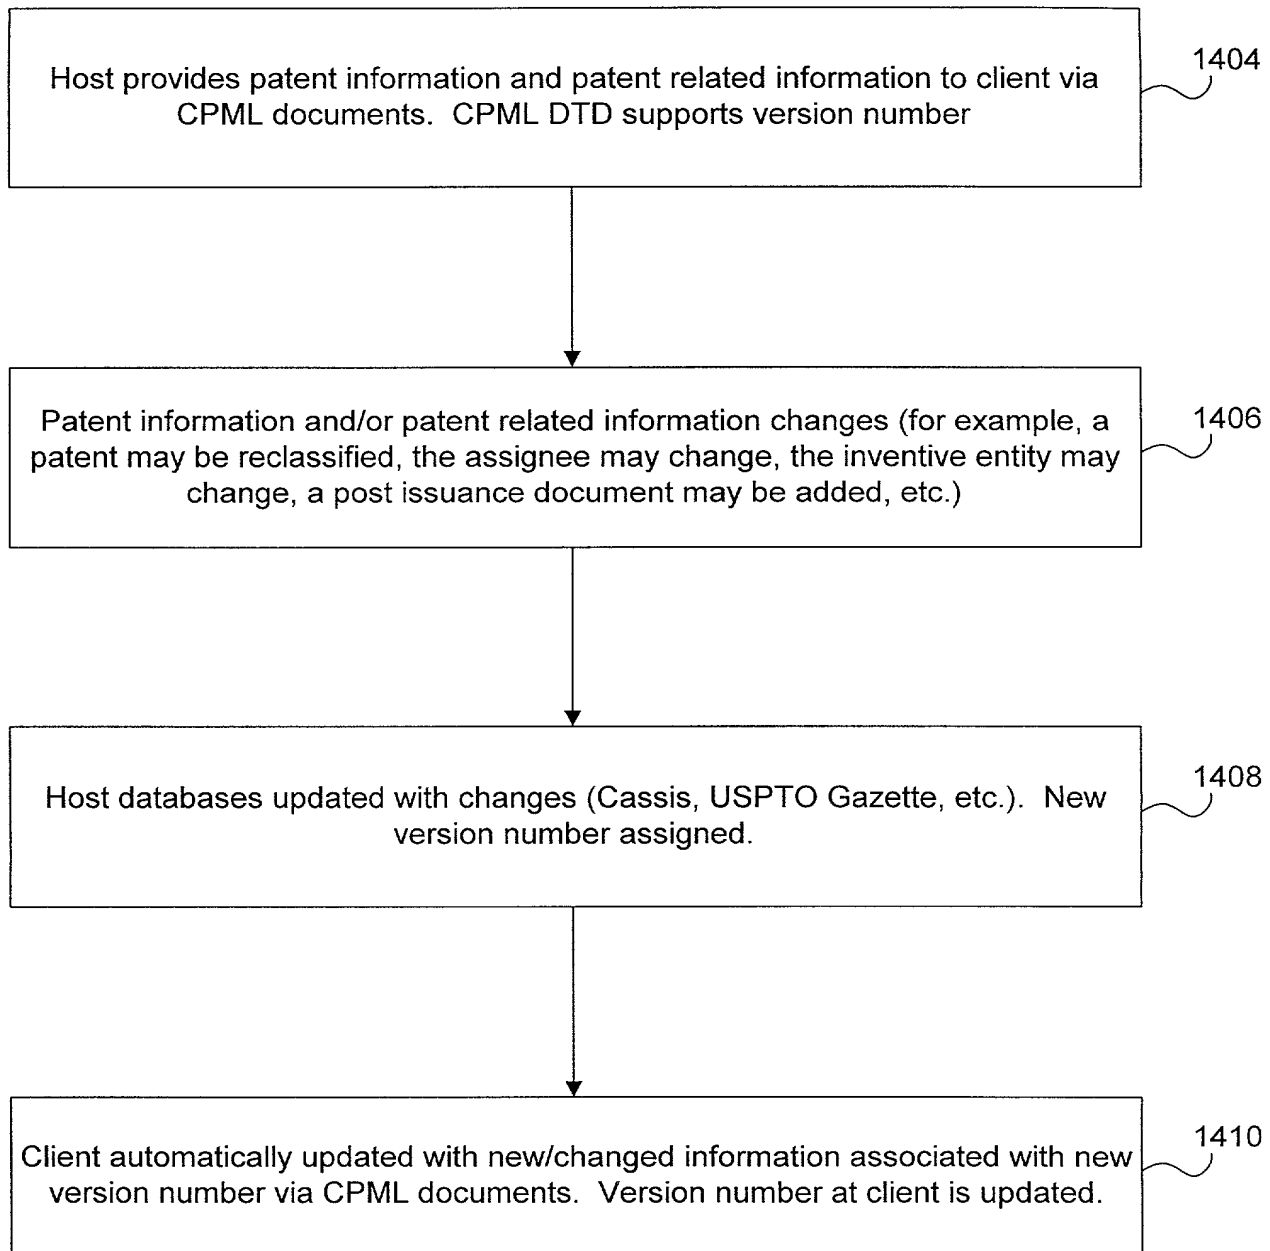 Host provides patent information and patent related information to client via
CPML documents.  CPML DTD supports version number
1404
Patent information and/or patent related information changes (for example, a
patent may be reclassified, the assignee may change, the inventive entity may
change, a post issuance document may be added, etc.)
1406
Host databases updated with changes (Cassis, USPTO Gazette, etc.).  New
version number assigned.
1408
Client automatically updated with new/changed information associated with new
version number via CPML documents.  Version number at client is updated.
1410